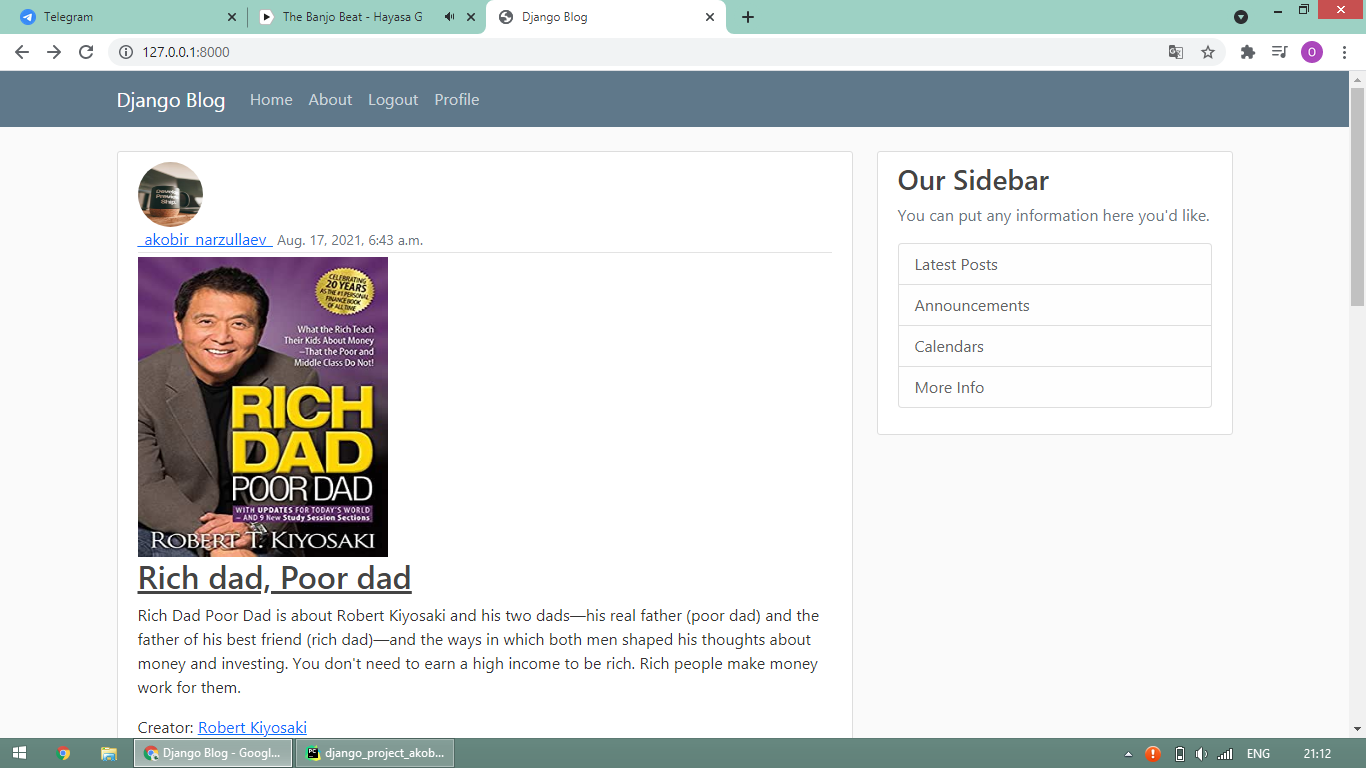 Telegram
The Banjo Beat - Hayasa G
Django Blog
127.0.0.1:8000
O
Django Blog
Home
About
Logout
Profile
_akobir_narzullaev_ Aug. 17, 2021, 6:43 a.m.
CELEBRATING
20 YEARS
AS THE #1 PERSONAL
FINANCE BOOK
OF ALL TIME
What the Rich Teach
Their Kids About Money
–That the Poor and
Middle Class Do Not!
RICH
DAD
POOR DAD
WITH UPDATES FOR TODAY'S WORLD
– AND 9 New Study Session Sections
ROBERT T. KIYOSAKI
Rich dad, Poor dad
Rich Dad Poor Dad is about Robert Kiyosaki and his two dads—his real father (poor dad) and the
father of his best friend (rich dad)—and the ways in which both men shaped his thoughts about
money and investing. You don't need to earn a high income to be rich. Rich people make money
work for them.
Creator: Robert Kiyosaki
Our Sidebar
You can put any information here you'd like.
Latest Posts
Announcements
Calendars
More Info
Django Blog - Googl...
PC
django_project_akob...
ENG
21:12